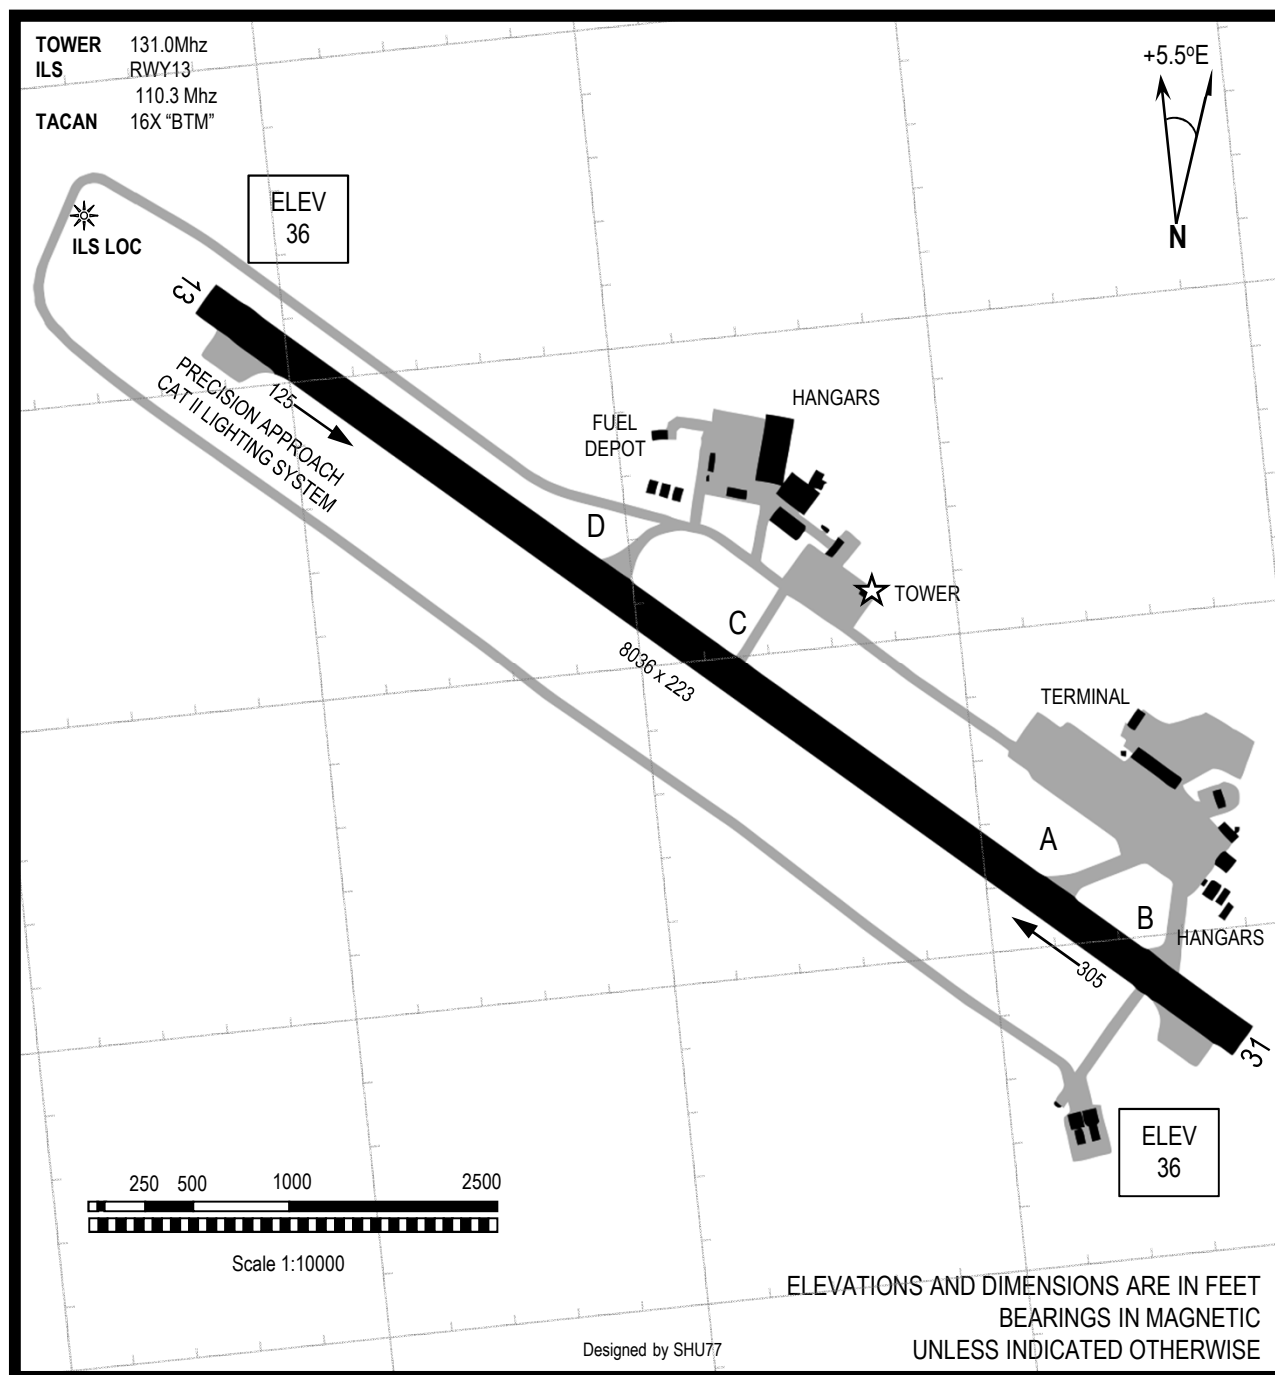 TOWER 131.0Mhz
ILS RWY13
110.3 Mhz
TACAN 16X "BTM"
+5.5ºE
N
ELEV
36
ILS LOC
13
125
PRECISION APPROACH
CAT II LIGHTING SYSTEM
HANGARS
FUEL
DEPOT
D
C
TOWER
8036 x 223
TERMINAL
A
B
HANGARS
305
31
ELEV
36
250 500 1000 2500
Scale 1:10000
ELEVATIONS AND DIMENSIONS ARE IN FEET
BEARINGS IN MAGNETIC
UNLESS INDICATED OTHERWISE
Designed by SHU77